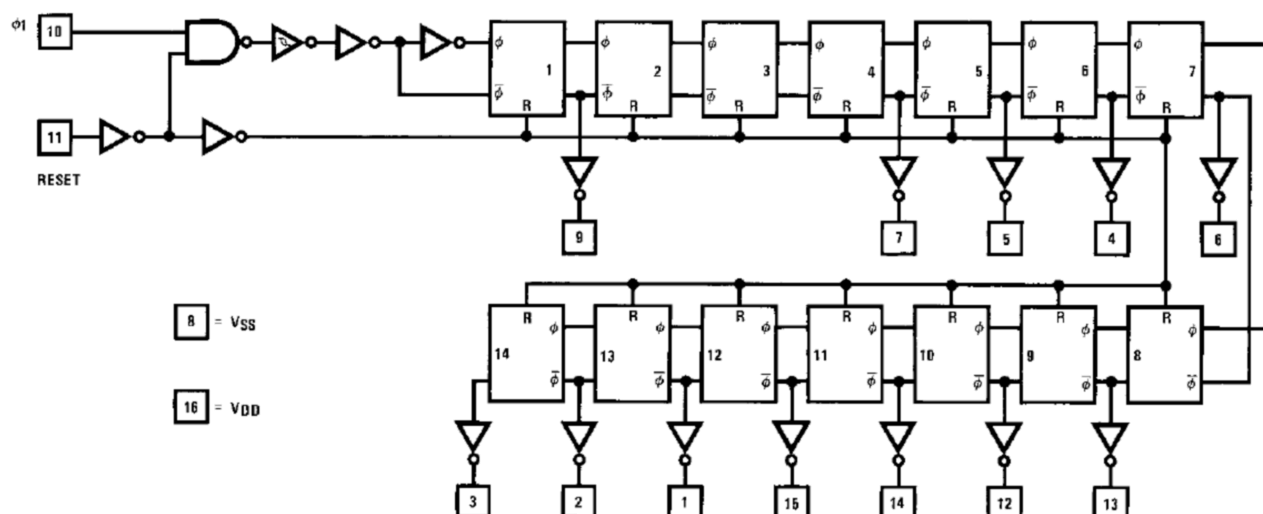 ϕ1 10
ϕ ϕ ϕ ϕ ϕ ϕ ϕ
1 2 3 4 5 6 7
ϕ̅ ϕ̅ ϕ̅ ϕ̅ ϕ̅ ϕ̅ ϕ̅
R R R R R R R
11
RESET
9 7 5 4 6
8 = VSS
R R R R R R R
ϕ ϕ ϕ ϕ ϕ ϕ ϕ
14 13 12 11 10 9 8
ϕ̅ ϕ̅ ϕ̅ ϕ̅ ϕ̅ ϕ̅ ϕ̅
16 = VDD
3 2 1 15 14 12 13